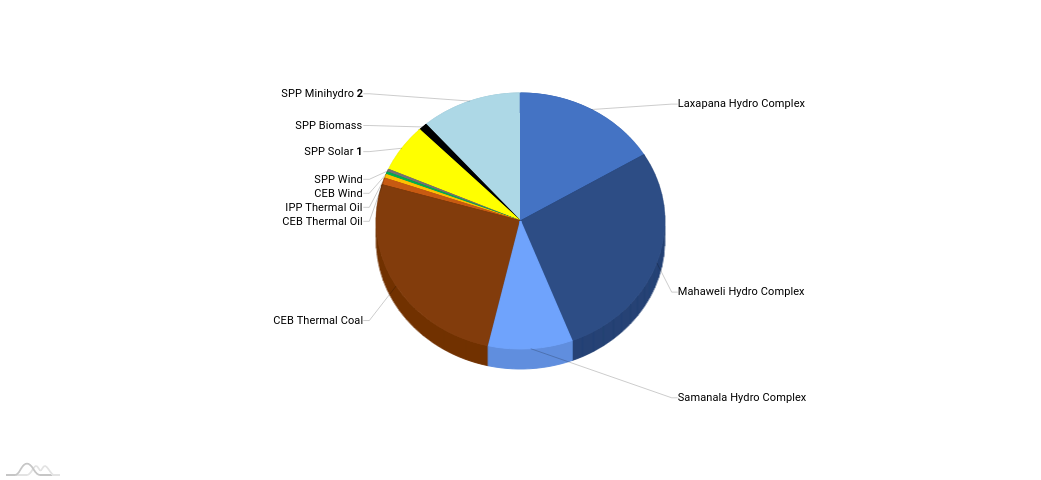 SPP Minihydro 2
SPP Biomass
SPP Solar 1
SPP Wind
CEB Wind
IPP Thermal Oil
CEB Thermal Oil
CEB Thermal Coal
Laxapana Hydro Complex
Mahaweli Hydro Complex
Samanala Hydro Complex